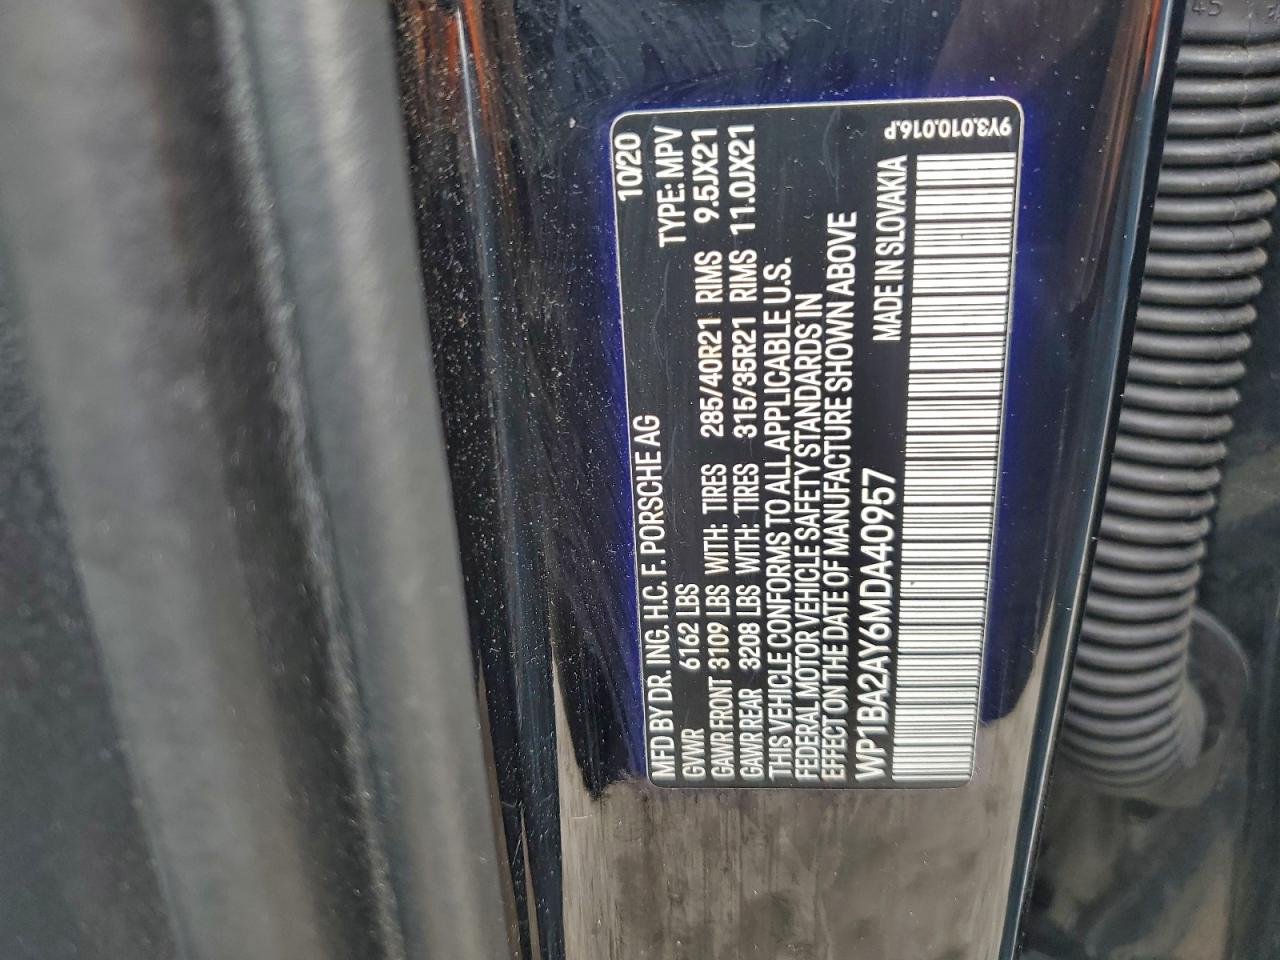 MFD BY DR. ING. H.C. F. PORSCHE AG 10/20
GVWR 6162 LBS TYPE: MPV
GAWR FRONT 3109 LBS WITH: TIRES 285/40R21 RIMS 9.5JX21
GAWR REAR 3208 LBS WITH: TIRES 315/35R21 RIMS 11.0JX21
THIS VEHICLE CONFORMS TO ALL APPLICABLE U.S.
FEDERAL MOTOR VEHICLE SAFETY STANDARDS IN
EFFECT ON THE DATE OF MANUFACTURE SHOWN ABOVE
WP1BA2AY6MDA40957 MADE IN SLOVAKIA
9Y3.010.016.P
45